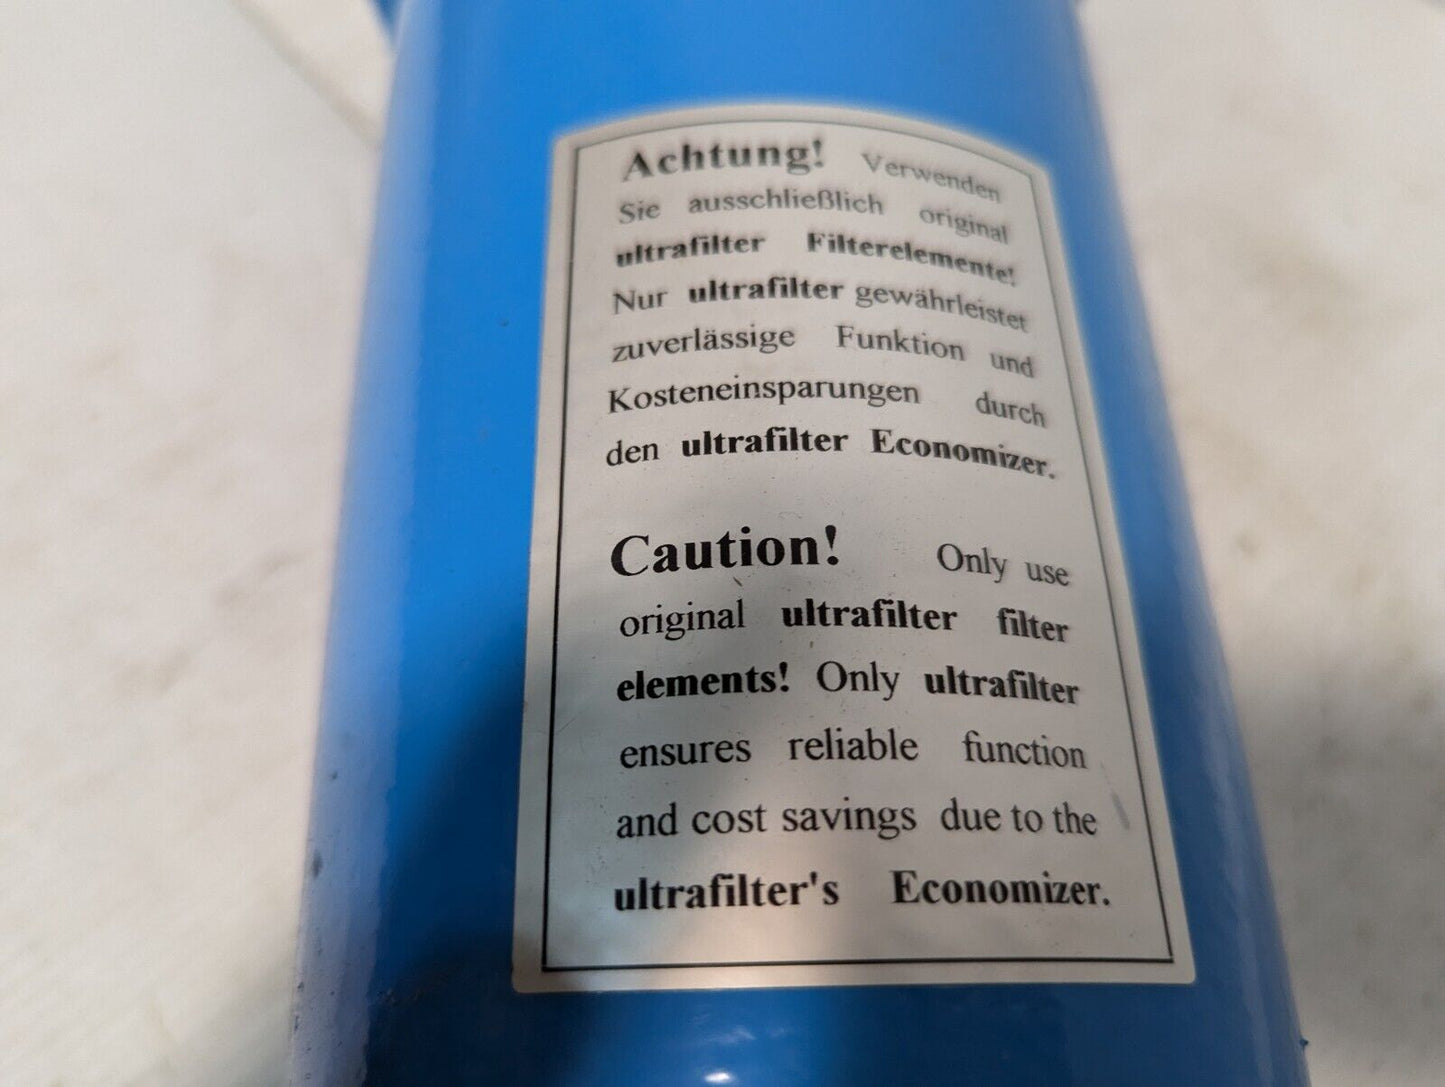 Achtung! Verwenden
Sie ausschließlich original
ultrafilter Filterelemente!
Nur ultrafilter gewährleistet
zuverlässige Funktion und
Kosteneinsparungen durch
den ultrafilter Economizer.
Caution! Only use
original ultrafilter filter
elements! Only ultrafilter
ensures reliable function
and cost savings due to the
ultrafilter's Economizer.